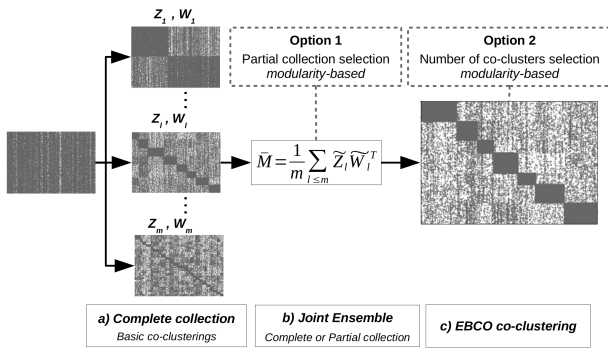 Z1 , W1
Option 1
Partial collection selection
modularity-based
Option 2
Number of co-clusters selection
modularity-based
Zl , Wl
M̄ = 1/m ∑ l ≤ m Z̃l W̃l^T
Zm , Wm
a) Complete collection
Basic co-clusterings
b) Joint Ensemble
Complete or Partial collection
c) EBCO co-clustering